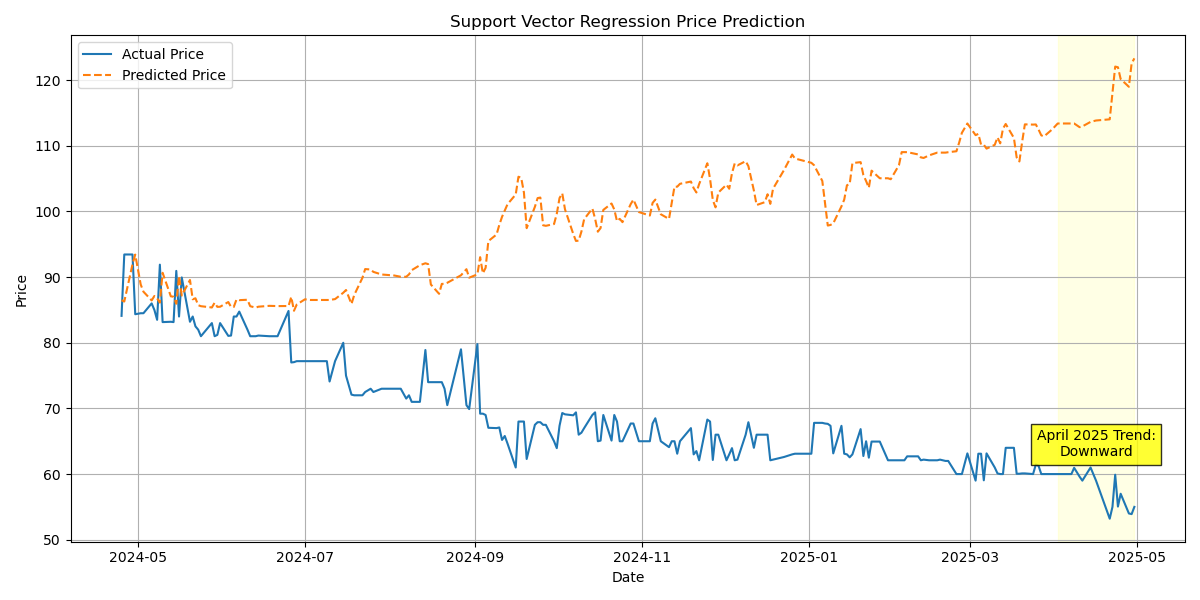 Support Vector Regression Price Prediction
Actual Price
Predicted Price
Price
120
110
100
90
80
70
60
50
April 2025 Trend:
Downward
2024-05
2024-07
2024-09
2024-11
2025-01
2025-03
2025-05
Date